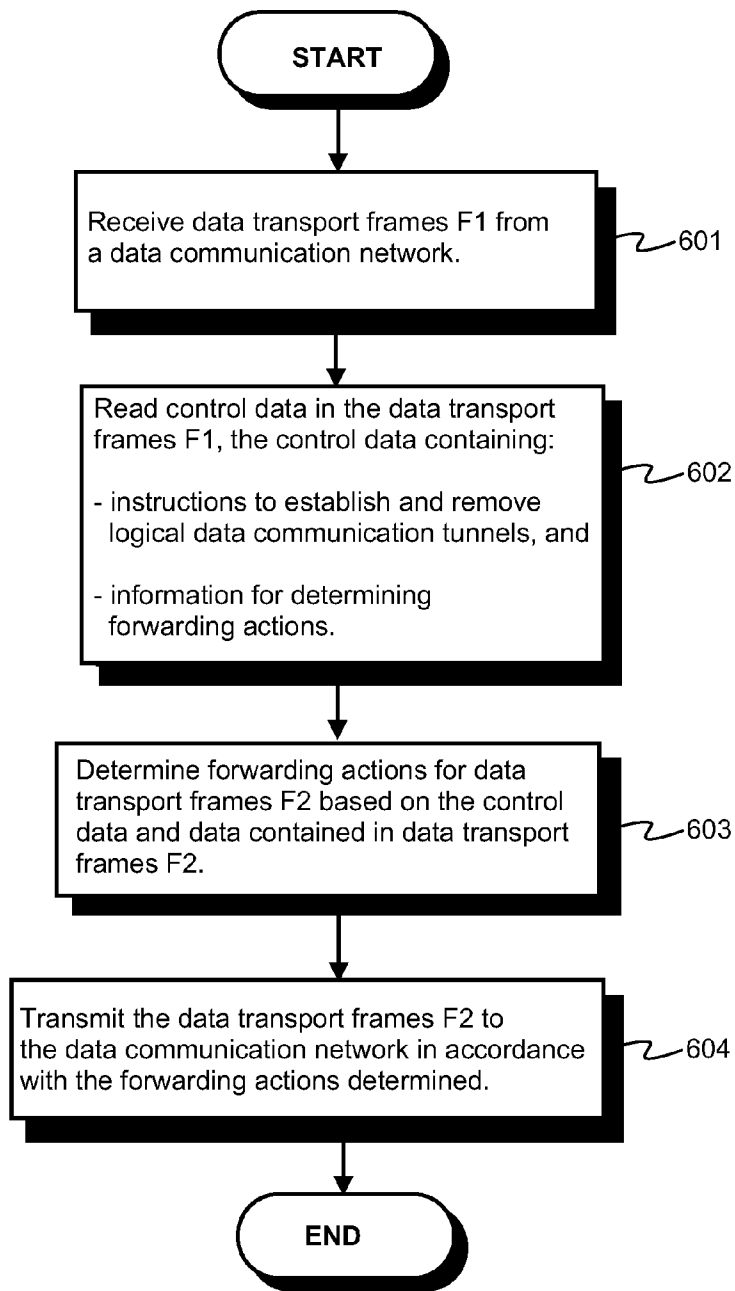 START
Receive data transport frames F1 from
a data communication network.
601
Read control data in the data transport
frames F1, the control data containing:
- instructions to establish and remove
logical data communication tunnels, and
- information for determining
forwarding actions.
602
Determine forwarding actions for data
transport frames F2 based on the control
data and data contained in data transport
frames F2.
603
Transmit the data transport frames F2 to
the data communication network in accordance
with the forwarding actions determined.
604
END